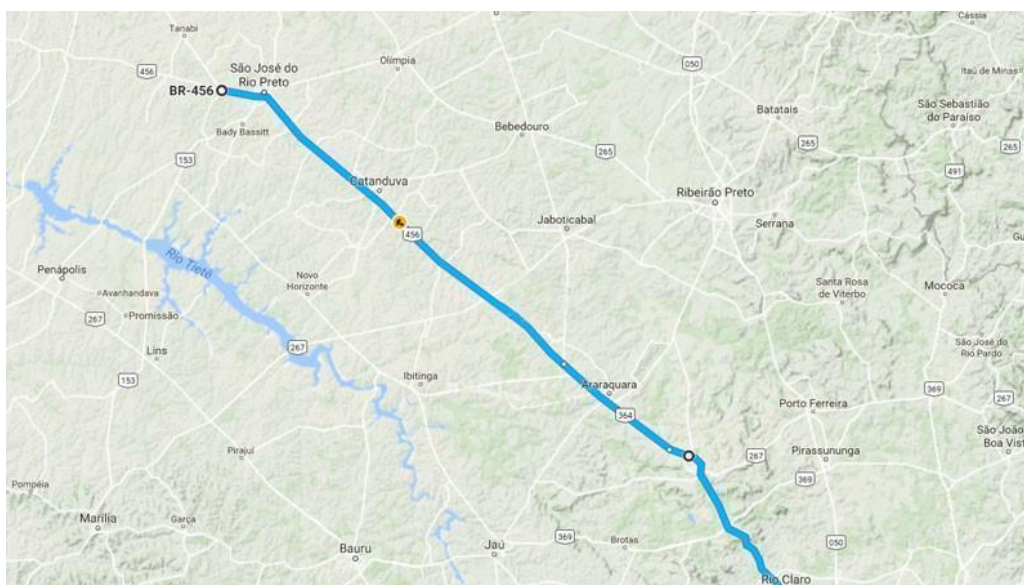 Cássia
Tanabi
050
Olímpia
São José do
Rio Preto
456
Itaú de Minas
BR-456
São Sebastião
do Paraíso
Batatais
Bebedouro
Bady Bassitt
265
265
265
153
491
Catanduva
Ribeirão Preto
Jaboticabal
Serrana
456
Gu
Rio Tietê
Penápolis
Novo
Horizonte
Santa Rosa
de Viterbo
Mococa
Avanhandava
Promissão
267
São José do
Rio Pardo
Lins
267
153
Ibitinga
Araraquara
369
267
Porto Ferreira
364
São João
Boa Vist
Pirajuí
267
Pirassununga
369
Pompéia
Marília
Garça
Bauru
Jaú
369
Brotas
050
Rio Claro